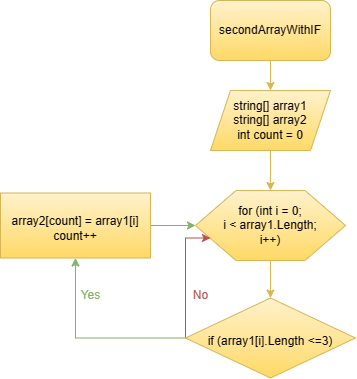 secondArrayWithIF
string[] array1
string[] array2
int count = 0
for (int i = 0;
i < array1.Length;
i++)
array2[count] = array1[i]
count++
Yes
No
if (array1[i].Length <=3)